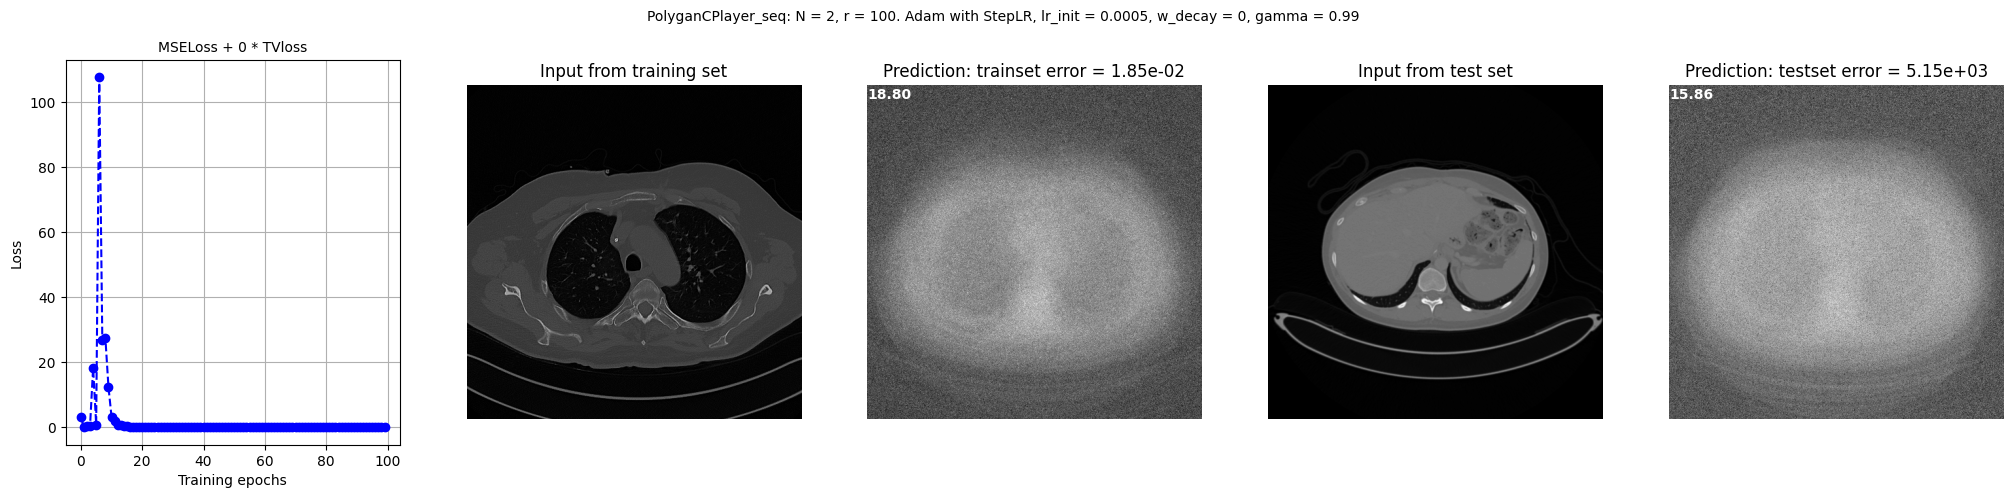 PolyganCPlayer_seq: N = 2, r = 100. Adam with StepLR, lr_init = 0.0005, w_decay = 0, gamma = 0.99
MSELoss + 0 * TVloss
Loss
100
80
60
40
20
0
0 20 40 60 80 100
Training epochs
Input from training set
Prediction: trainset error = 1.85e-02
18.80
Input from test set
Prediction: testset error = 5.15e+03
15.86